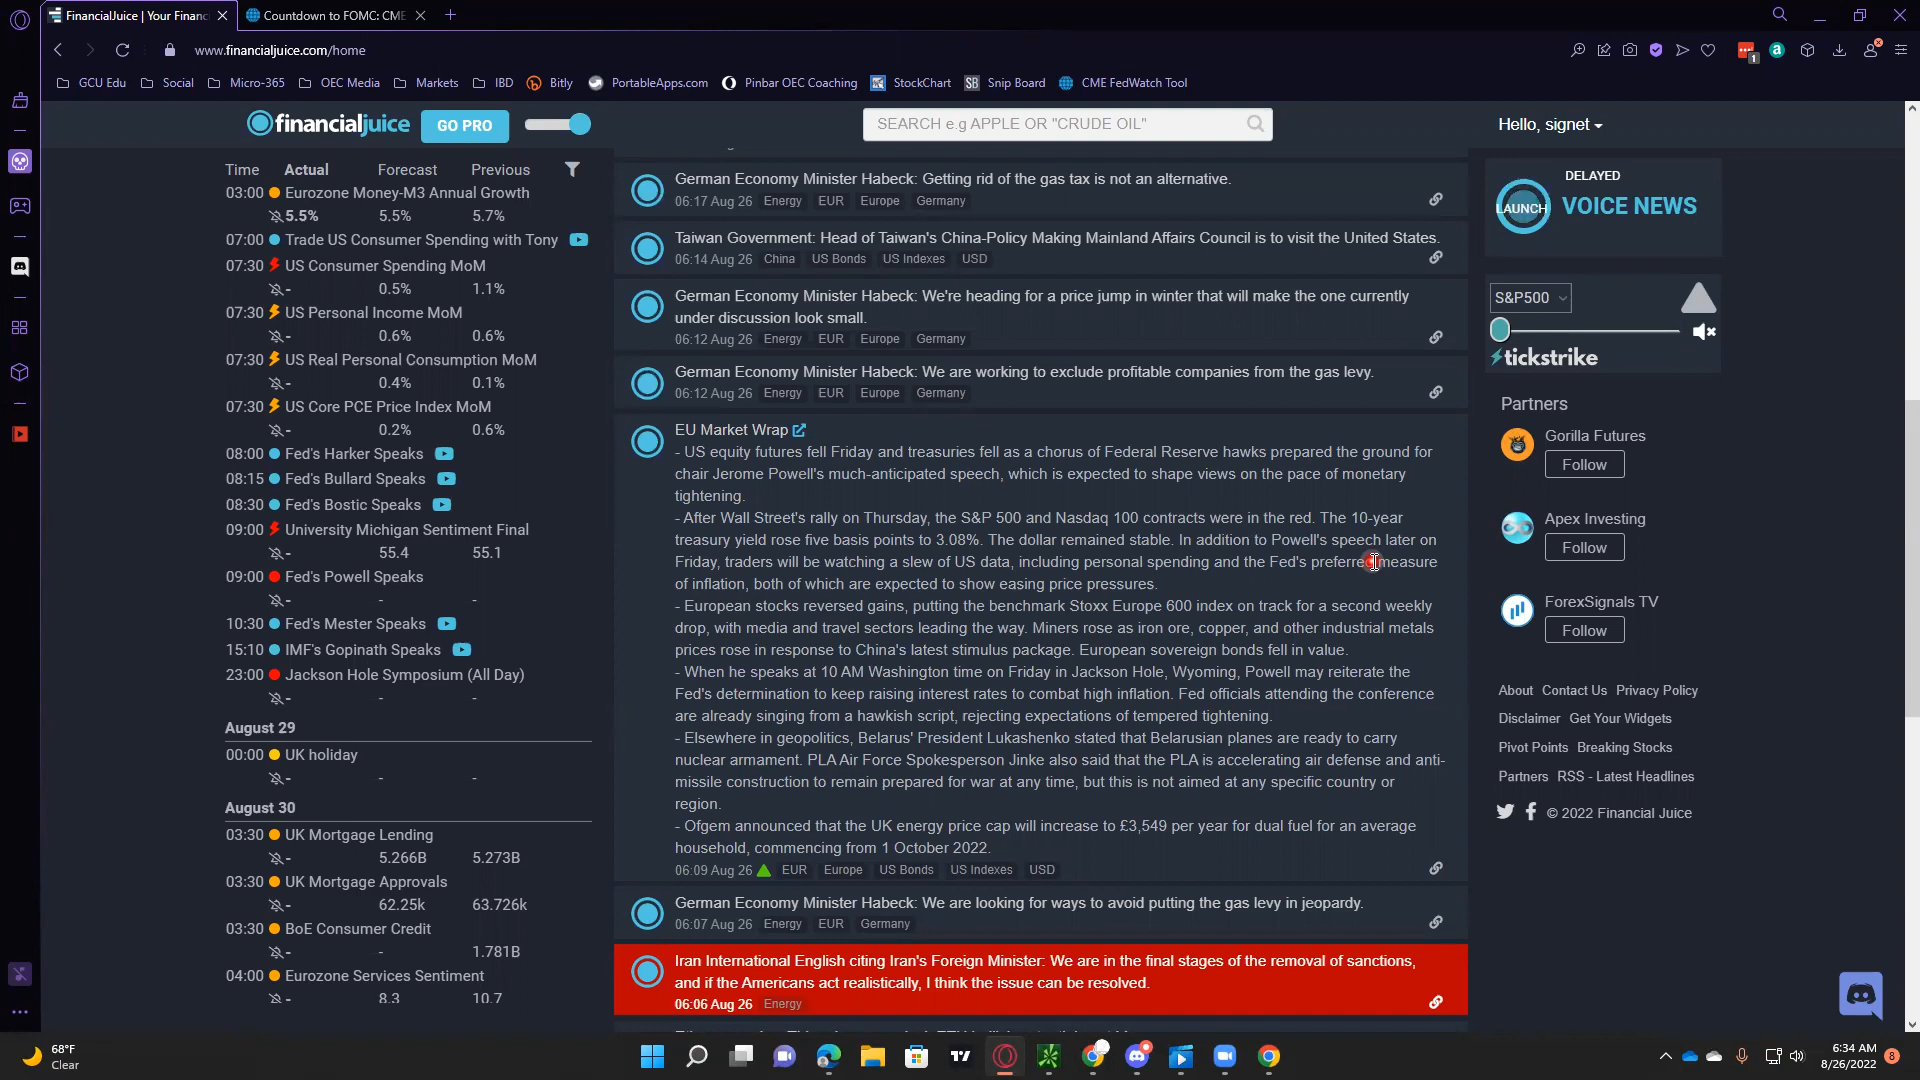 FinancialJuice | Your Financ
Countdown to FOMC: CME
www.financialjuice.com/home
GCU Edu
Social
Micro-365
OEC Media
Markets
IBD
Bitly
PortableApps.com
Pinbar OEC Coaching
StockChart
SB
Snip Board
CME FedWatch Tool
financialjuice
GO PRO
SEARCH e.g APPLE OR "CRUDE OIL"
Hello, signet
Time Actual Forecast Previous
03:00 Eurozone Money-M3 Annual Growth
5.5% 5.5% 5.7%
07:00 Trade US Consumer Spending with Tony
07:30 US Consumer Spending MoM
- 0.5% 1.1%
07:30 US Personal Income MoM
- 0.6% 0.6%
07:30 US Real Personal Consumption MoM
- 0.4% 0.1%
07:30 US Core PCE Price Index MoM
- 0.2% 0.6%
08:00 Fed's Harker Speaks
08:15 Fed's Bullard Speaks
08:30 Fed's Bostic Speaks
09:00 University Michigan Sentiment Final
- 55.4 55.1
09:00 Fed's Powell Speaks
- - -
10:30 Fed's Mester Speaks
15:10 IMF's Gopinath Speaks
23:00 Jackson Hole Symposium (All Day)
- - -
August 29
00:00 UK holiday
- - -
August 30
03:30 UK Mortgage Lending
- 5.266B 5.273B
03:30 UK Mortgage Approvals
- 62.25k 63.726k
03:30 BoE Consumer Credit
- - 1.781B
04:00 Eurozone Services Sentiment
- 8.3 10.7
German Economy Minister Habeck: Getting rid of the gas tax is not an alternative.
06:17 Aug 26 Energy EUR Europe Germany
Taiwan Government: Head of Taiwan's China-Policy Making Mainland Affairs Council is to visit the United States.
06:14 Aug 26 China US Bonds US Indexes USD
German Economy Minister Habeck: We're heading for a price jump in winter that will make the one currently
under discussion look small.
06:12 Aug 26 Energy EUR Europe Germany
German Economy Minister Habeck: We are working to exclude profitable companies from the gas levy.
06:12 Aug 26 Energy EUR Europe Germany
EU Market Wrap
- US equity futures fell Friday and treasuries fell as a chorus of Federal Reserve hawks prepared the ground for
chair Jerome Powell's much-anticipated speech, which is expected to shape views on the pace of monetary
tightening.
- After Wall Street's rally on Thursday, the S&P 500 and Nasdaq 100 contracts were in the red. The 10-year
treasury yield rose five basis points to 3.08%. The dollar remained stable. In addition to Powell's speech later on
Friday, traders will be watching a slew of US data, including personal spending and the Fed's preferred measure
of inflation, both of which are expected to show easing price pressures.
- European stocks reversed gains, putting the benchmark Stoxx Europe 600 index on track for a second weekly
drop, with media and travel sectors leading the way. Miners rose as iron ore, copper, and other industrial metals
prices rose in response to China's latest stimulus package. European sovereign bonds fell in value.
- When he speaks at 10 AM Washington time on Friday in Jackson Hole, Wyoming, Powell may reiterate the
Fed's determination to keep raising interest rates to combat high inflation. Fed officials attending the conference
are already singing from a hawkish script, rejecting expectations of tempered tightening.
- Elsewhere in geopolitics, Belarus' President Lukashenko stated that Belarusian planes are ready to carry
nuclear armament. PLA Air Force Spokesperson Jinke also said that the PLA is accelerating air defense and anti-
missile construction to remain prepared for war at any time, but this is not aimed at any specific country or
region.
- Ofgem announced that the UK energy price cap will increase to £3,549 per year for dual fuel for an average
household, commencing from 1 October 2022.
06:09 Aug 26 EUR Europe US Bonds US Indexes USD
German Economy Minister Habeck: We are looking for ways to avoid putting the gas levy in jeopardy.
06:07 Aug 26 Energy EUR Germany
Iran International English citing Iran's Foreign Minister: We are in the final stages of the removal of sanctions,
and if the Americans act realistically, I think the issue can be resolved.
06:06 Aug 26 Energy
DELAYED
LAUNCH
VOICE NEWS
S&P500
tickstrike
Partners
Gorilla Futures
Follow
Apex Investing
Follow
ForexSignals TV
Follow
About Contact Us Privacy Policy
Disclaimer Get Your Widgets
Pivot Points Breaking Stocks
Partners RSS - Latest Headlines
© 2022 Financial Juice
68°F
Clear
6:34 AM
8/26/2022
8